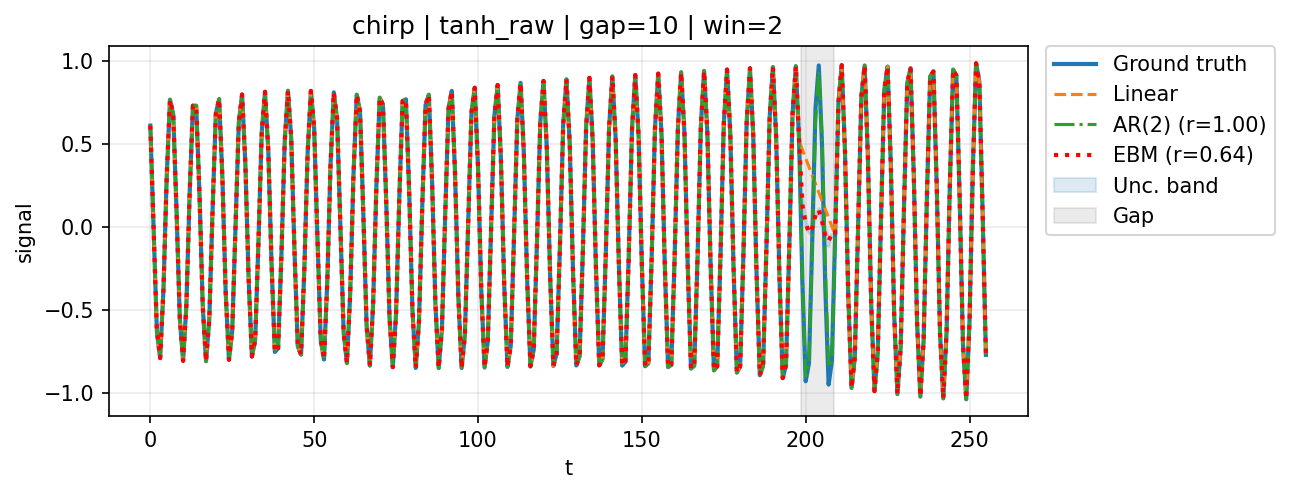 chirp | tanh_raw | gap=10 | win=2
1.0
0.5
0.0
−0.5
−1.0
signal
0 50 100 150 200 250
t
Ground truth
Linear
AR(2) (r=1.00)
EBM (r=0.64)
Unc. band
Gap